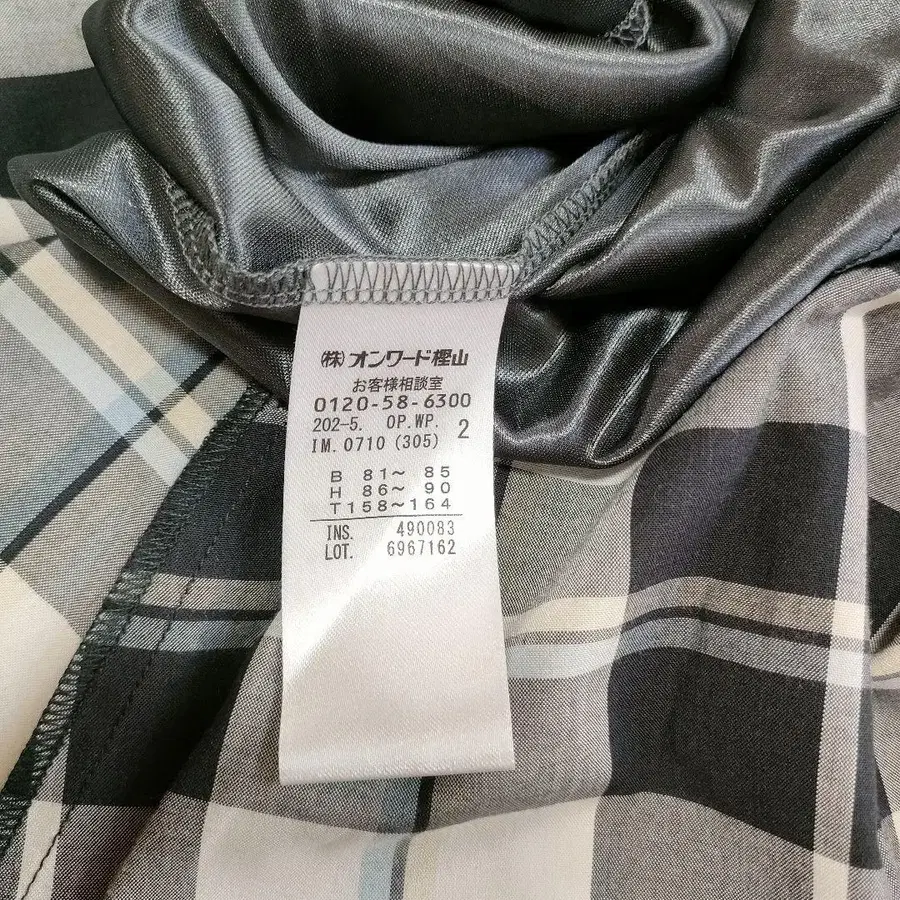 (株)オンワード樫山
お客様相談室
0120-58-6300
202-5. OP.WP. 2
IM. 0710 (305)
B 81〜 85
H 86〜 90
T158〜164
INS. 490083
LOT. 6967162